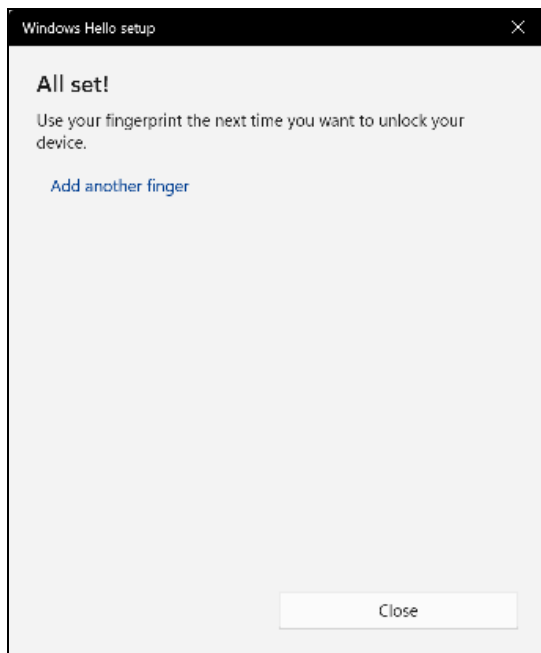 Windows Hello setup
All set!
Use your fingerprint the next time you want to unlock your
device.
Add another finger
Close